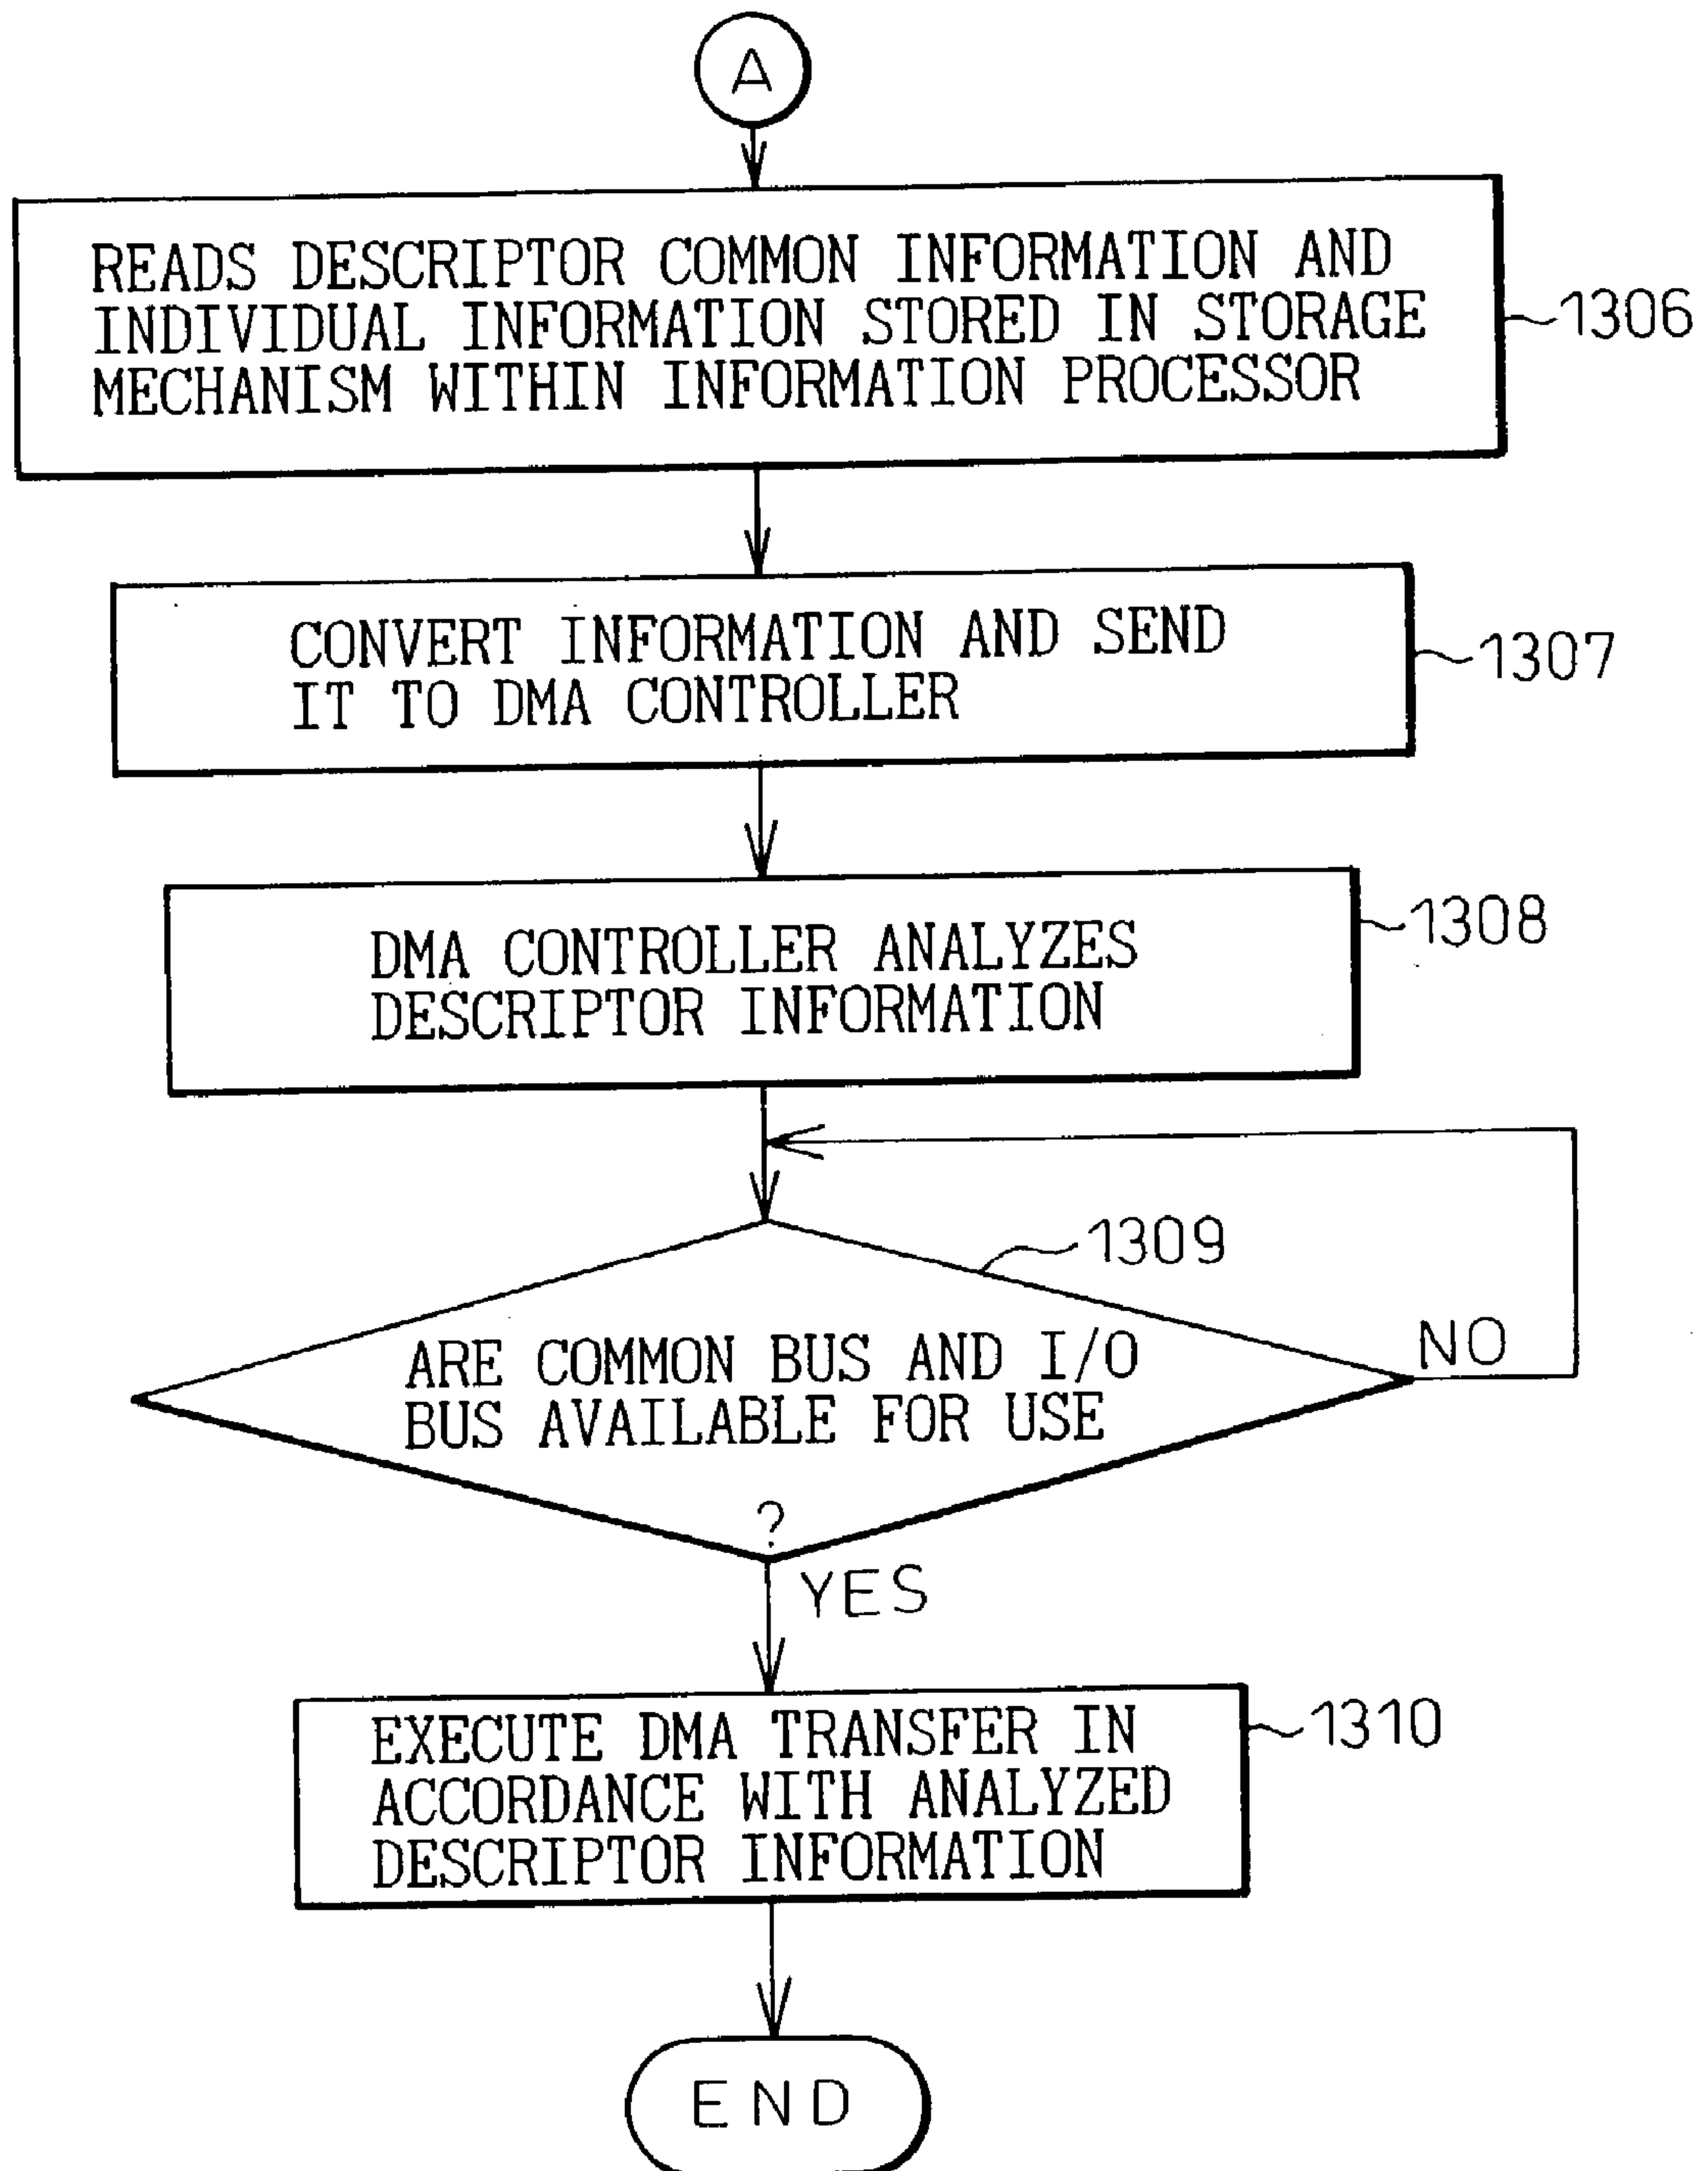 A
READS DESCRIPTOR COMMON INFORMATION AND
INDIVIDUAL INFORMATION STORED IN STORAGE
MECHANISM WITHIN INFORMATION PROCESSOR
1306
CONVERT INFORMATION AND SEND
IT TO DMA CONTROLLER
1307
DMA CONTROLLER ANALYZES
DESCRIPTOR INFORMATION
1308
1309
ARE COMMON BUS AND I/O
BUS AVAILABLE FOR USE
?
NO
YES
EXECUTE DMA TRANSFER IN
ACCORDANCE WITH ANALYZED
DESCRIPTOR INFORMATION
1310
END